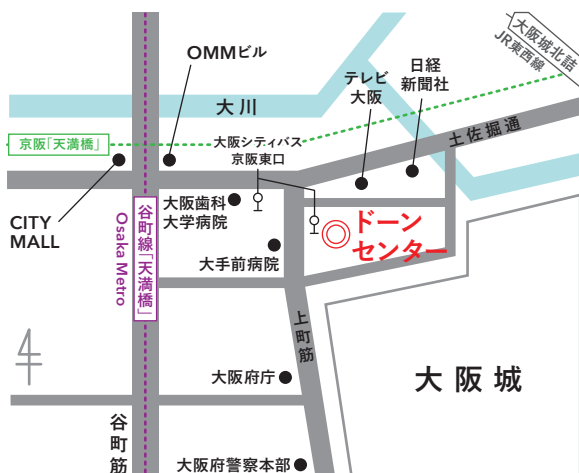 大阪城北詰
JR東西線
OMMビル
日経
新聞社
テレビ
大阪
大川
土佐堀通
京阪「天満橋」
大阪シティバス
京阪東口
CITY
MALL
大阪歯科
大学病院
谷町線「天満橋」
Osaka Metro
ドーン
センター
大手前病院
上町筋
大阪府庁
大阪城
谷町筋
大阪府警察本部